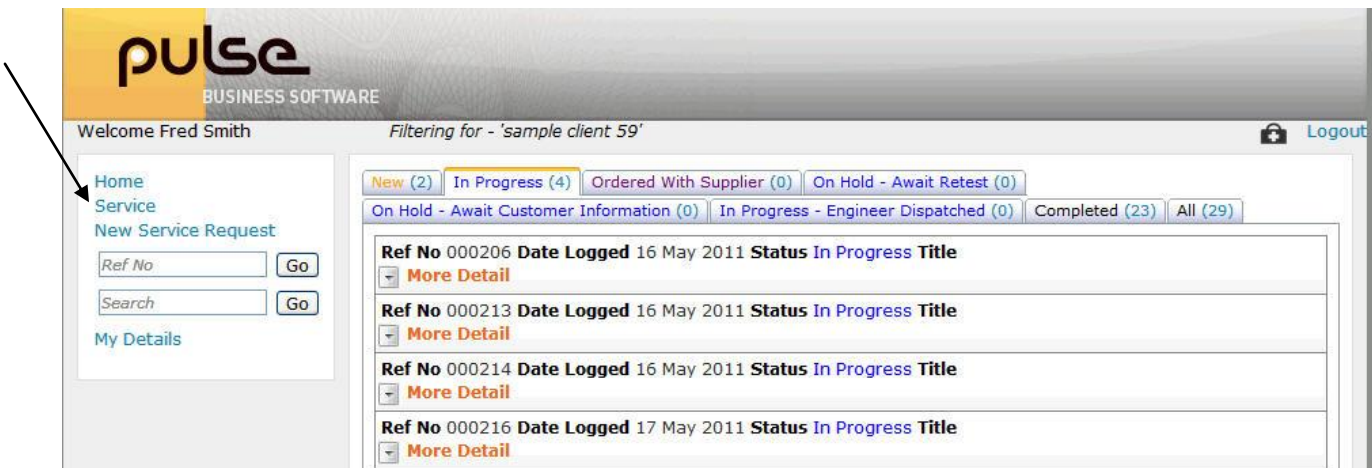 pulse
BUSINESS SOFTWARE
Welcome Fred Smith
Filtering for - 'sample client 59'
Logout
Home
Service
New Service Request
Ref No Go
Search Go
My Details
New (2) In Progress (4) Ordered With Supplier (0) On Hold - Await Retest (0)
On Hold - Await Customer Information (0) In Progress - Engineer Dispatched (0) Completed (23) All (29)
Ref No 000206 Date Logged 16 May 2011 Status In Progress Title
More Detail
Ref No 000213 Date Logged 16 May 2011 Status In Progress Title
More Detail
Ref No 000214 Date Logged 16 May 2011 Status In Progress Title
More Detail
Ref No 000216 Date Logged 17 May 2011 Status In Progress Title
More Detail